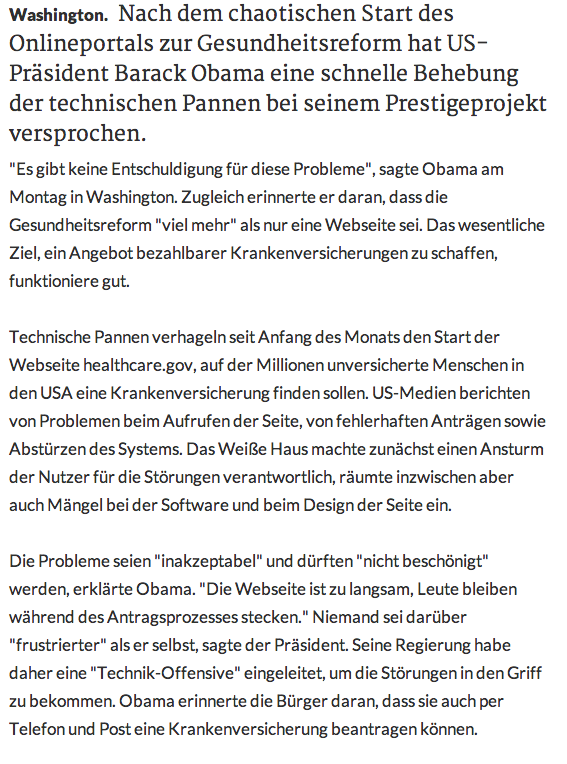 Washington. Nach dem chaotischen Start des
Onlineportals zur Gesundheitsreform hat US-
Präsident Barack Obama eine schnelle Behebung
der technischen Pannen bei seinem Prestigeprojekt
versprochen.
"Es gibt keine Entschuldigung für diese Probleme", sagte Obama am
Montag in Washington. Zugleich erinnerte er daran, dass die
Gesundheitsreform "viel mehr" als nur eine Webseite sei. Das wesentliche
Ziel, ein Angebot bezahlbarer Krankenversicherungen zu schaffen,
funktioniere gut.
Technische Pannen verhageln seit Anfang des Monats den Start der
Webseite healthcare.gov, auf der Millionen unversicherte Menschen in
den USA eine Krankenversicherung finden sollen. US-Medien berichten
von Problemen beim Aufrufen der Seite, von fehlerhaften Anträgen sowie
Abstürzen des Systems. Das Weiße Haus machte zunächst einen Ansturm
der Nutzer für die Störungen verantwortlich, räumte inzwischen aber
auch Mängel bei der Software und beim Design der Seite ein.
Die Probleme seien "inakzeptabel" und dürften "nicht beschönigt"
werden, erklärte Obama. "Die Webseite ist zu langsam, Leute bleiben
während des Antragsprozesses stecken." Niemand sei darüber
"frustrierter" als er selbst, sagte der Präsident. Seine Regierung habe
daher eine "Technik-Offensive" eingeleitet, um die Störungen in den Griff
zu bekommen. Obama erinnerte die Bürger daran, dass sie auch per
Telefon und Post eine Krankenversicherung beantragen können.